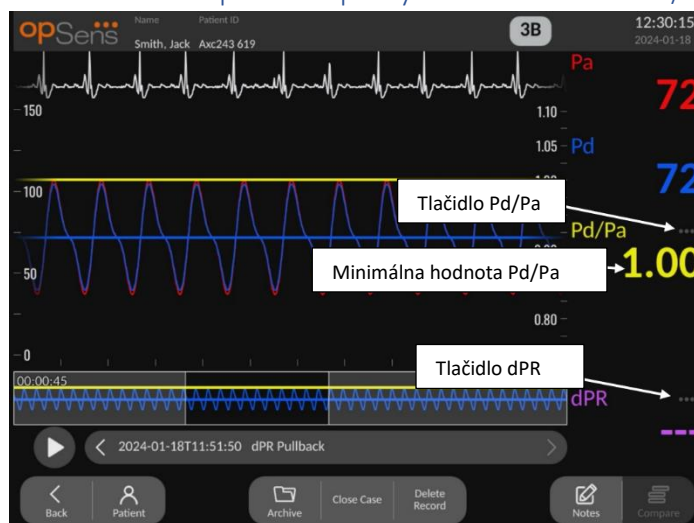 opSens
Name Patient ID
Smith, Jack Axc243 619
3B
12:30:15
2024-01-18
Pa
72
150
1.10
1.05
Pd
72
100
Tlačidlo Pd/Pa
Pd/Pa
Minimálna hodnota Pd/Pa
1.00
50
0.80
0
Tlačidlo dPR
00:00:45
dPR
---
2024-01-18T11:51:50 dPR Pullback
Back
Patient
Archive
Close Case
Delete
Record
Notes
Compare